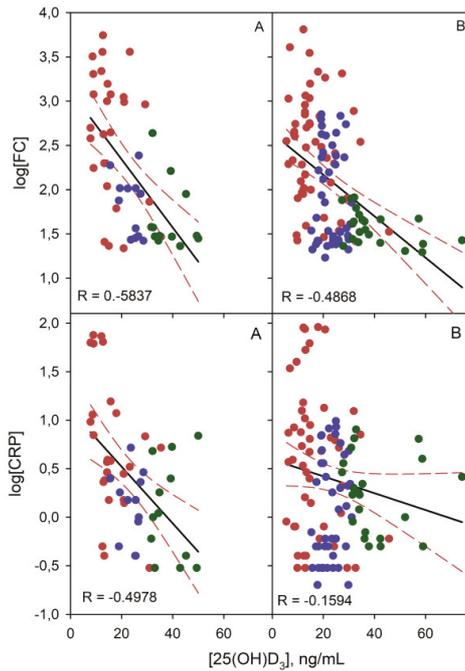 4,0
A
B
3,5
3,0
2,5
log[FC]
2,0
1,5
1,0
R = 0.-5837
R = -0.4868
2,0
A
B
1,5
1,0
log[CRP]
0,5
0,0
-0,5
R = -0.4978
R = -0.1594
-1,0
0 20 40 60 0 20 40 60
[25(OH)D3], ng/mL